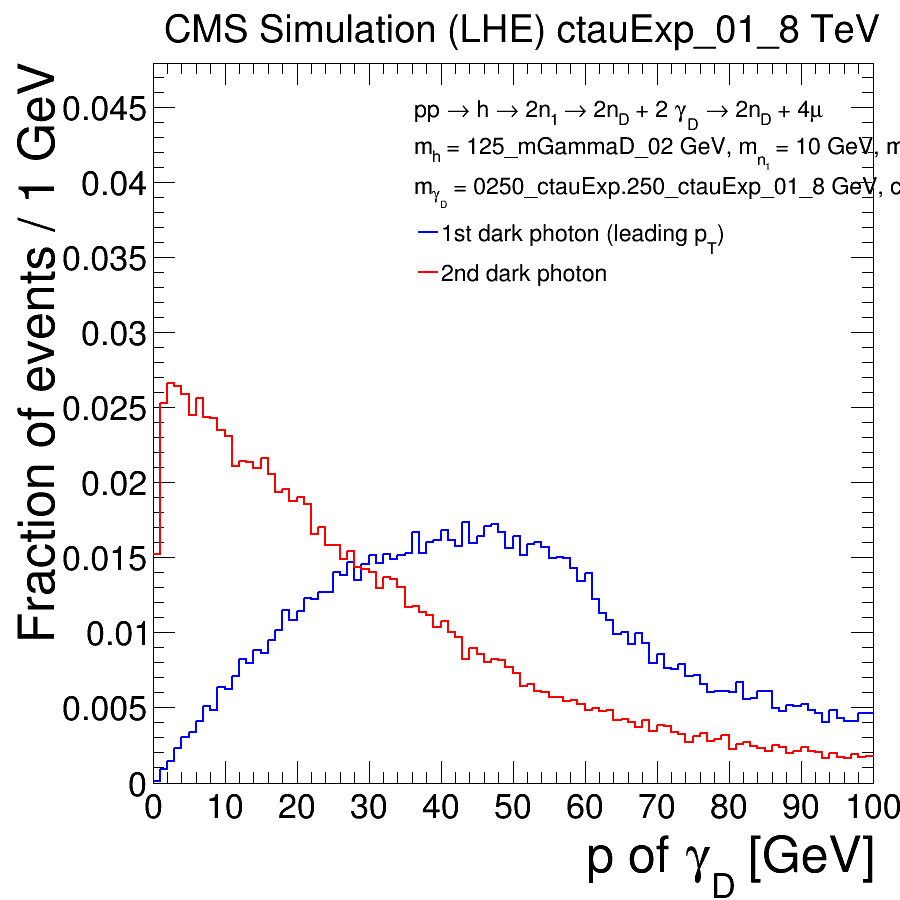 CMS Simulation (LHE) ctauExp_01_8 TeV
pp → h → 2n1 → 2nD + 2 γD → 2nD + 4μ
mh = 125_mGammaD_02 GeV, mn1 = 10 GeV, m
mγD = 0250_ctauExp.250_ctauExp_01_8 GeV, c
1st dark photon (leading pT)
2nd dark photon
Fraction of events / 1 GeV
0.045
0.04
0.035
0.03
0.025
0.02
0.015
0.01
0.005
0
0 10 20 30 40 50 60 70 80 90 100
p of γD [GeV]